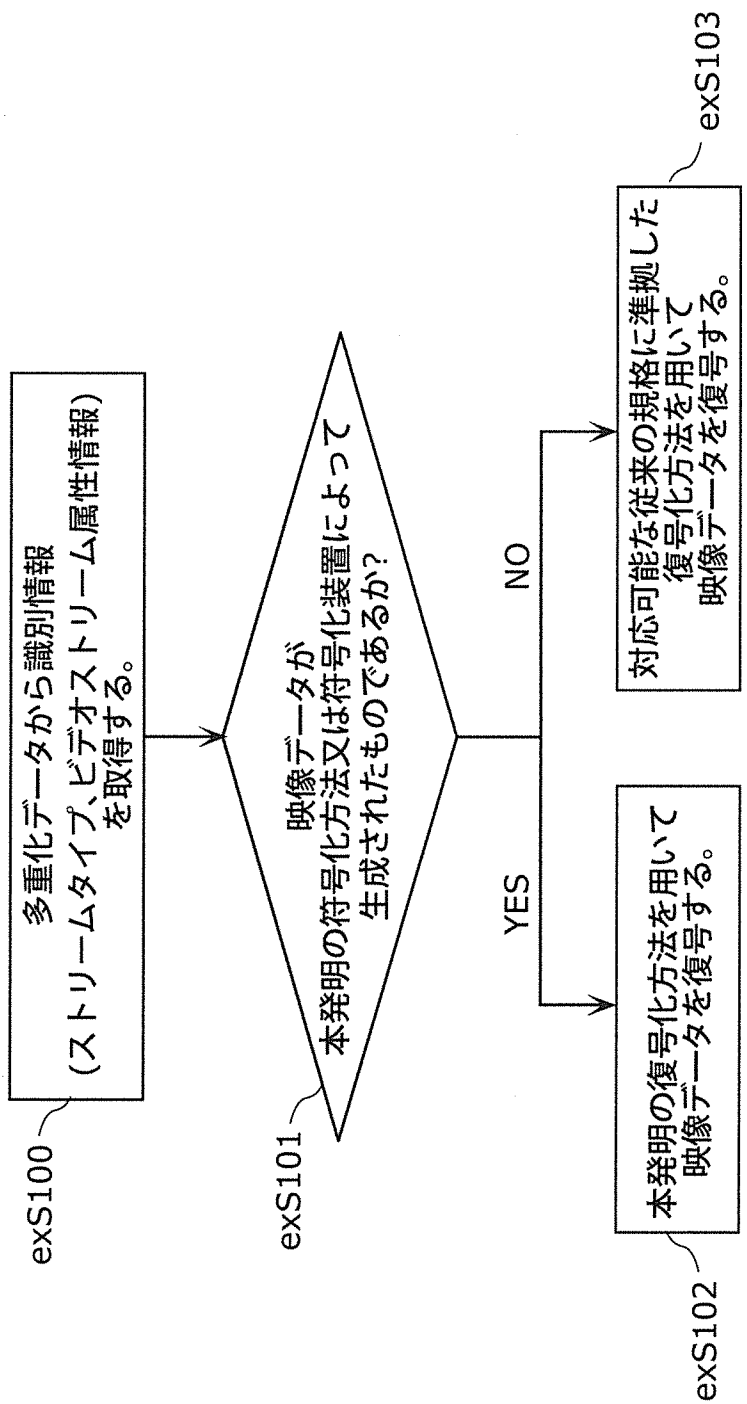 exS100
多重化データから識別情報
(ストリームタイプ、ビデオストリーム属性情報)
を取得する。
exS101
映像データが
本発明の符号化方法又は符号化装置によって
生成されたものであるか?
YES
NO
exS102
本発明の復号化方法を用いて
映像データを復号する。
exS103
対応可能な従来の規格に準拠した
復号化方法を用いて
映像データを復号する。